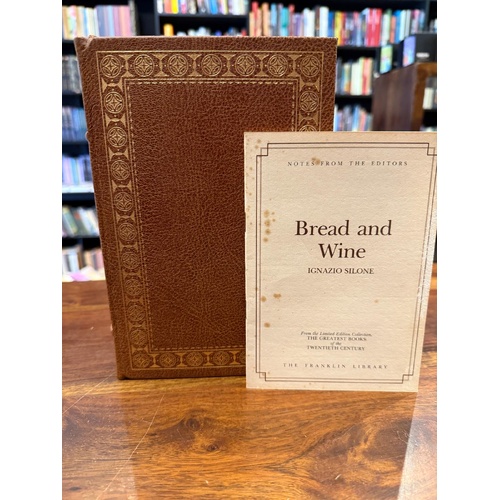 NOTES FROM THE EDITORS
Bread and
Wine
IGNAZIO SILONE
From the Limited Edition Collection
THE GREATEST BOOKS
of the
TWENTIETH CENTURY
THE FRANKLIN LIBRARY